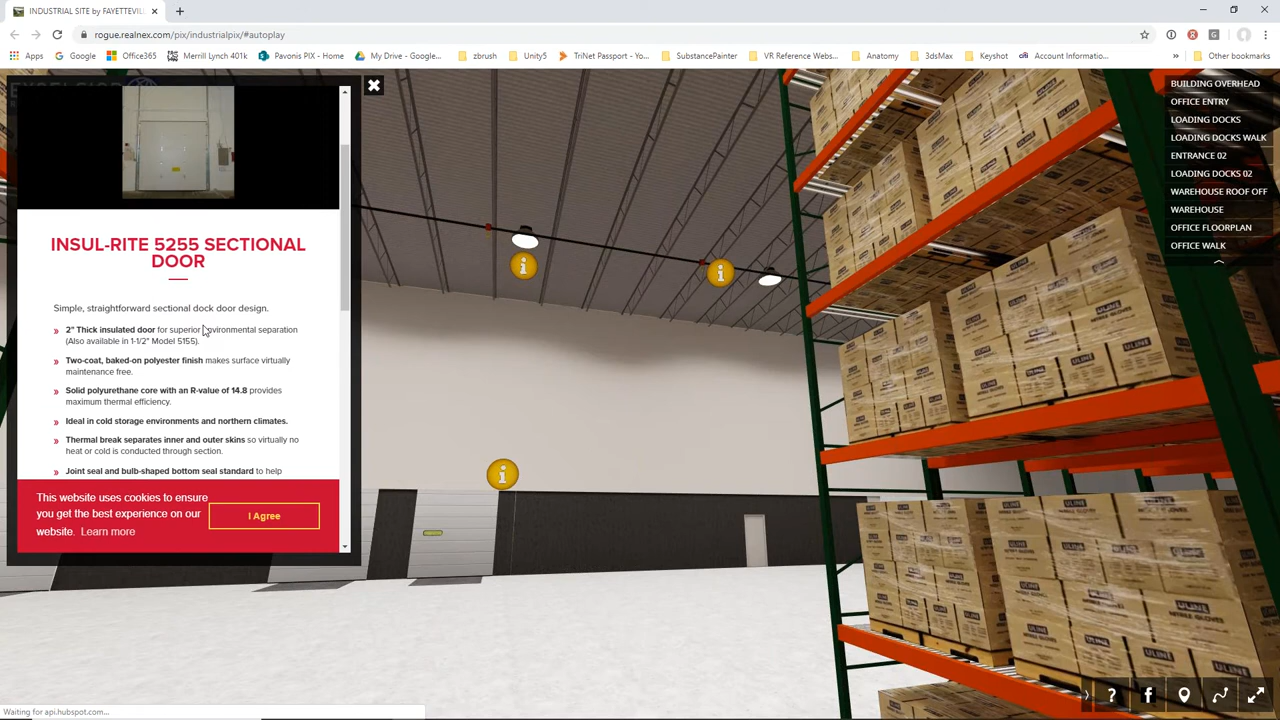 INDUSTRIAL SITE by FAYETTEVILL
rogue.realnex.com/pix/industrialpix/#autoplay
Apps Google Office365 Merrill Lynch 401k Pavonis PIX - Home My Drive - Google... zbrush Unity5 TriNet Passport - Yo... SubstancePainter VR Reference Web... Anatomy 3dsMax Keyshot Account Informatio... » Other bookmarks
BUILDING OVERHEAD
OFFICE ENTRY
LOADING DOCKS
LOADING DOCKS WALK
ENTRANCE 02
LOADING DOCKS 02
WAREHOUSE ROOF OFF
WAREHOUSE
OFFICE FLOORPLAN
OFFICE WALK
INSUL-RITE 5255 SECTIONAL
DOOR
Simple, straightforward sectional dock door design.
» 2" Thick insulated door for superior environmental separation
(Also available in 1-1/2" Model 5155).
» Two-coat, baked-on polyester finish makes surface virtually
maintenance free.
» Solid polyurethane core with an R-value of 14.8 provides
maximum thermal efficiency.
» Ideal in cold storage environments and northern climates.
» Thermal break separates inner and outer skins so virtually no
heat or cold is conducted through section.
» Joint seal and bulb-shaped bottom seal standard to help
This website uses cookies to ensure
you get the best experience on our
website. Learn more
I Agree
ULINE
NITRILE GLOVES
Waiting for api.hubspot.com...